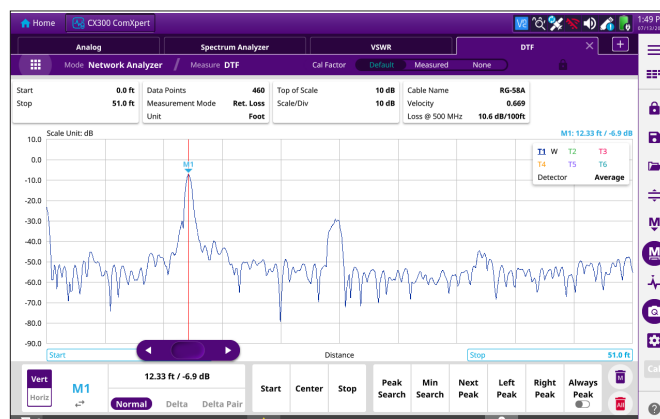 Home CX300 ComXpert V2 1:49 P
Analog Spectrum Analyzer VSWR DTF × +
Mode Network Analyzer / Measure DTF Cal Factor Default Measured None
Start 0.0 ft Data Points 460 Top of Scale 10 dB Cable Name RG-58A
Stop 51.0 ft Measurement Mode Ret. Loss Scale/Div 10 dB Velocity 0.669
Unit Foot Loss @ 500 MHz 10.6 dB/100ft
Scale Unit: dB M1: 12.33 ft / -6.9 dB
10.0
0.0
-10.0
-20.0
-30.0
-40.0
-50.0
-60.0
-70.0
-80.0
-90.0
M1
T1 W T2 T3
T4 T5 T6
Detector Average
Start Distance Stop 51.0 ft
Vert
Horiz
M1
12.33 ft / -6.9 dB
Normal Delta Delta Pair
Start Center Stop
Peak Search
Min Search
Next Peak
Left Peak
Right Peak
Always Peak
M
All
M
M
Cal
?